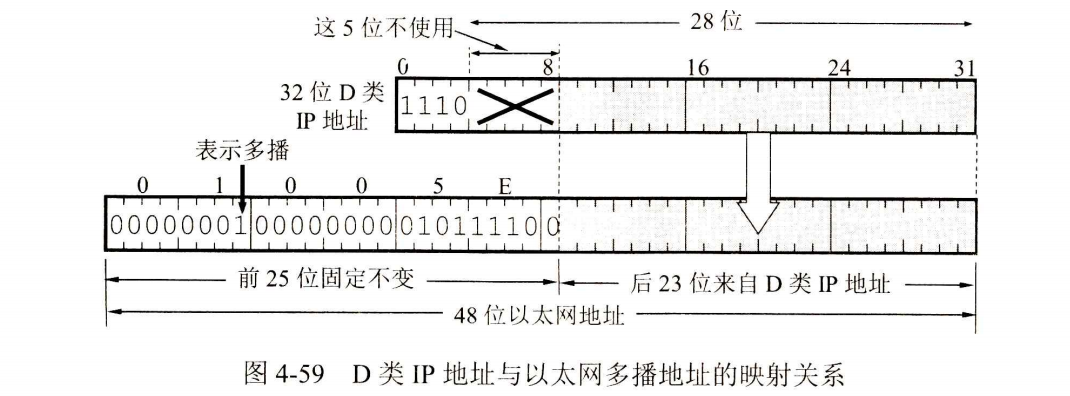 这 5 位不使用
28 位
0 8 16 24 31
32 位 D 类
IP 地址
1110
表示多播
0 1 0 0 5 E
00000001 00000000 01011110 0
前 25 位固定不变
后 23 位来自 D 类 IP 地址
48 位以太网地址
图 4-59 D 类 IP 地址与以太网多播地址的映射关系